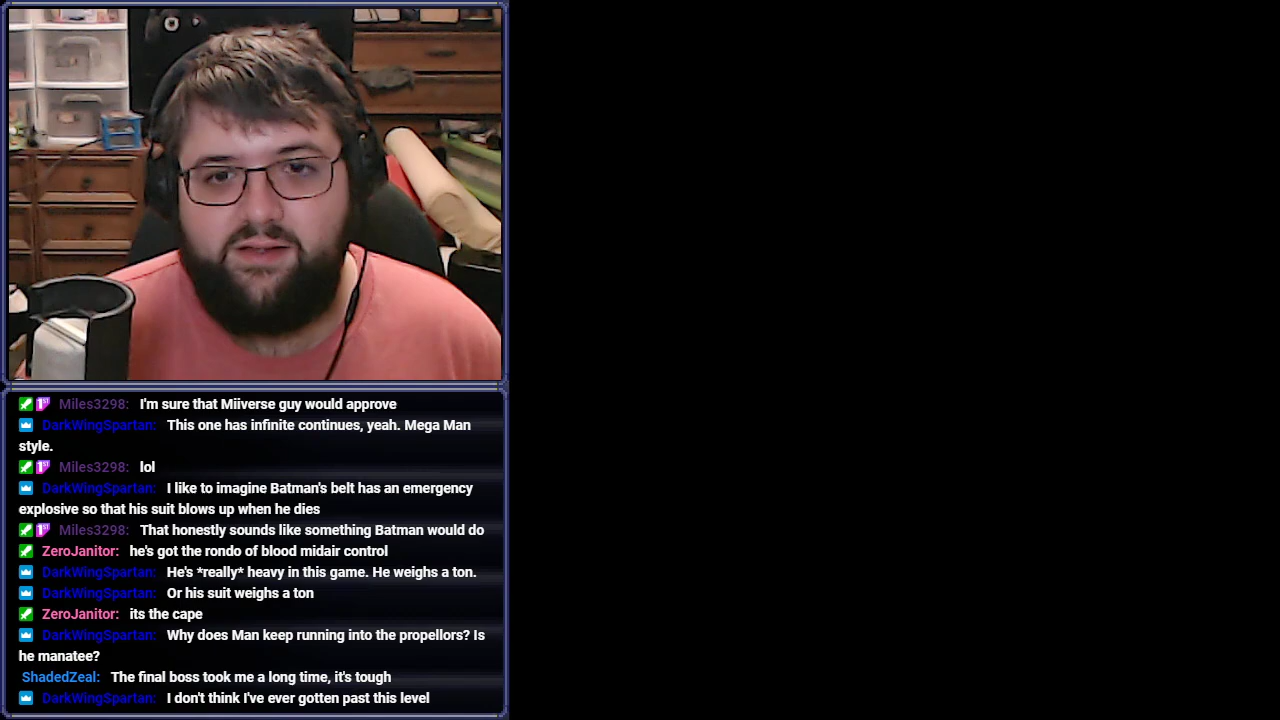 Miles3298: I'm sure that Miiverse guy would approve
DarkWingSpartan: This one has infinite continues, yeah. Mega Man
style.
Miles3298: lol
DarkWingSpartan: I like to imagine Batman's belt has an emergency
explosive so that his suit blows up when he dies
Miles3298: That honestly sounds like something Batman would do
ZeroJanitor: he's got the rondo of blood midair control
DarkWingSpartan: He's *really* heavy in this game. He weighs a ton.
DarkWingSpartan: Or his suit weighs a ton
ZeroJanitor: its the cape
DarkWingSpartan: Why does Man keep running into the propellors? Is
he manatee?
ShadedZeal: The final boss took me a long time, it's tough
DarkWingSpartan: I don't think I've ever gotten past this level